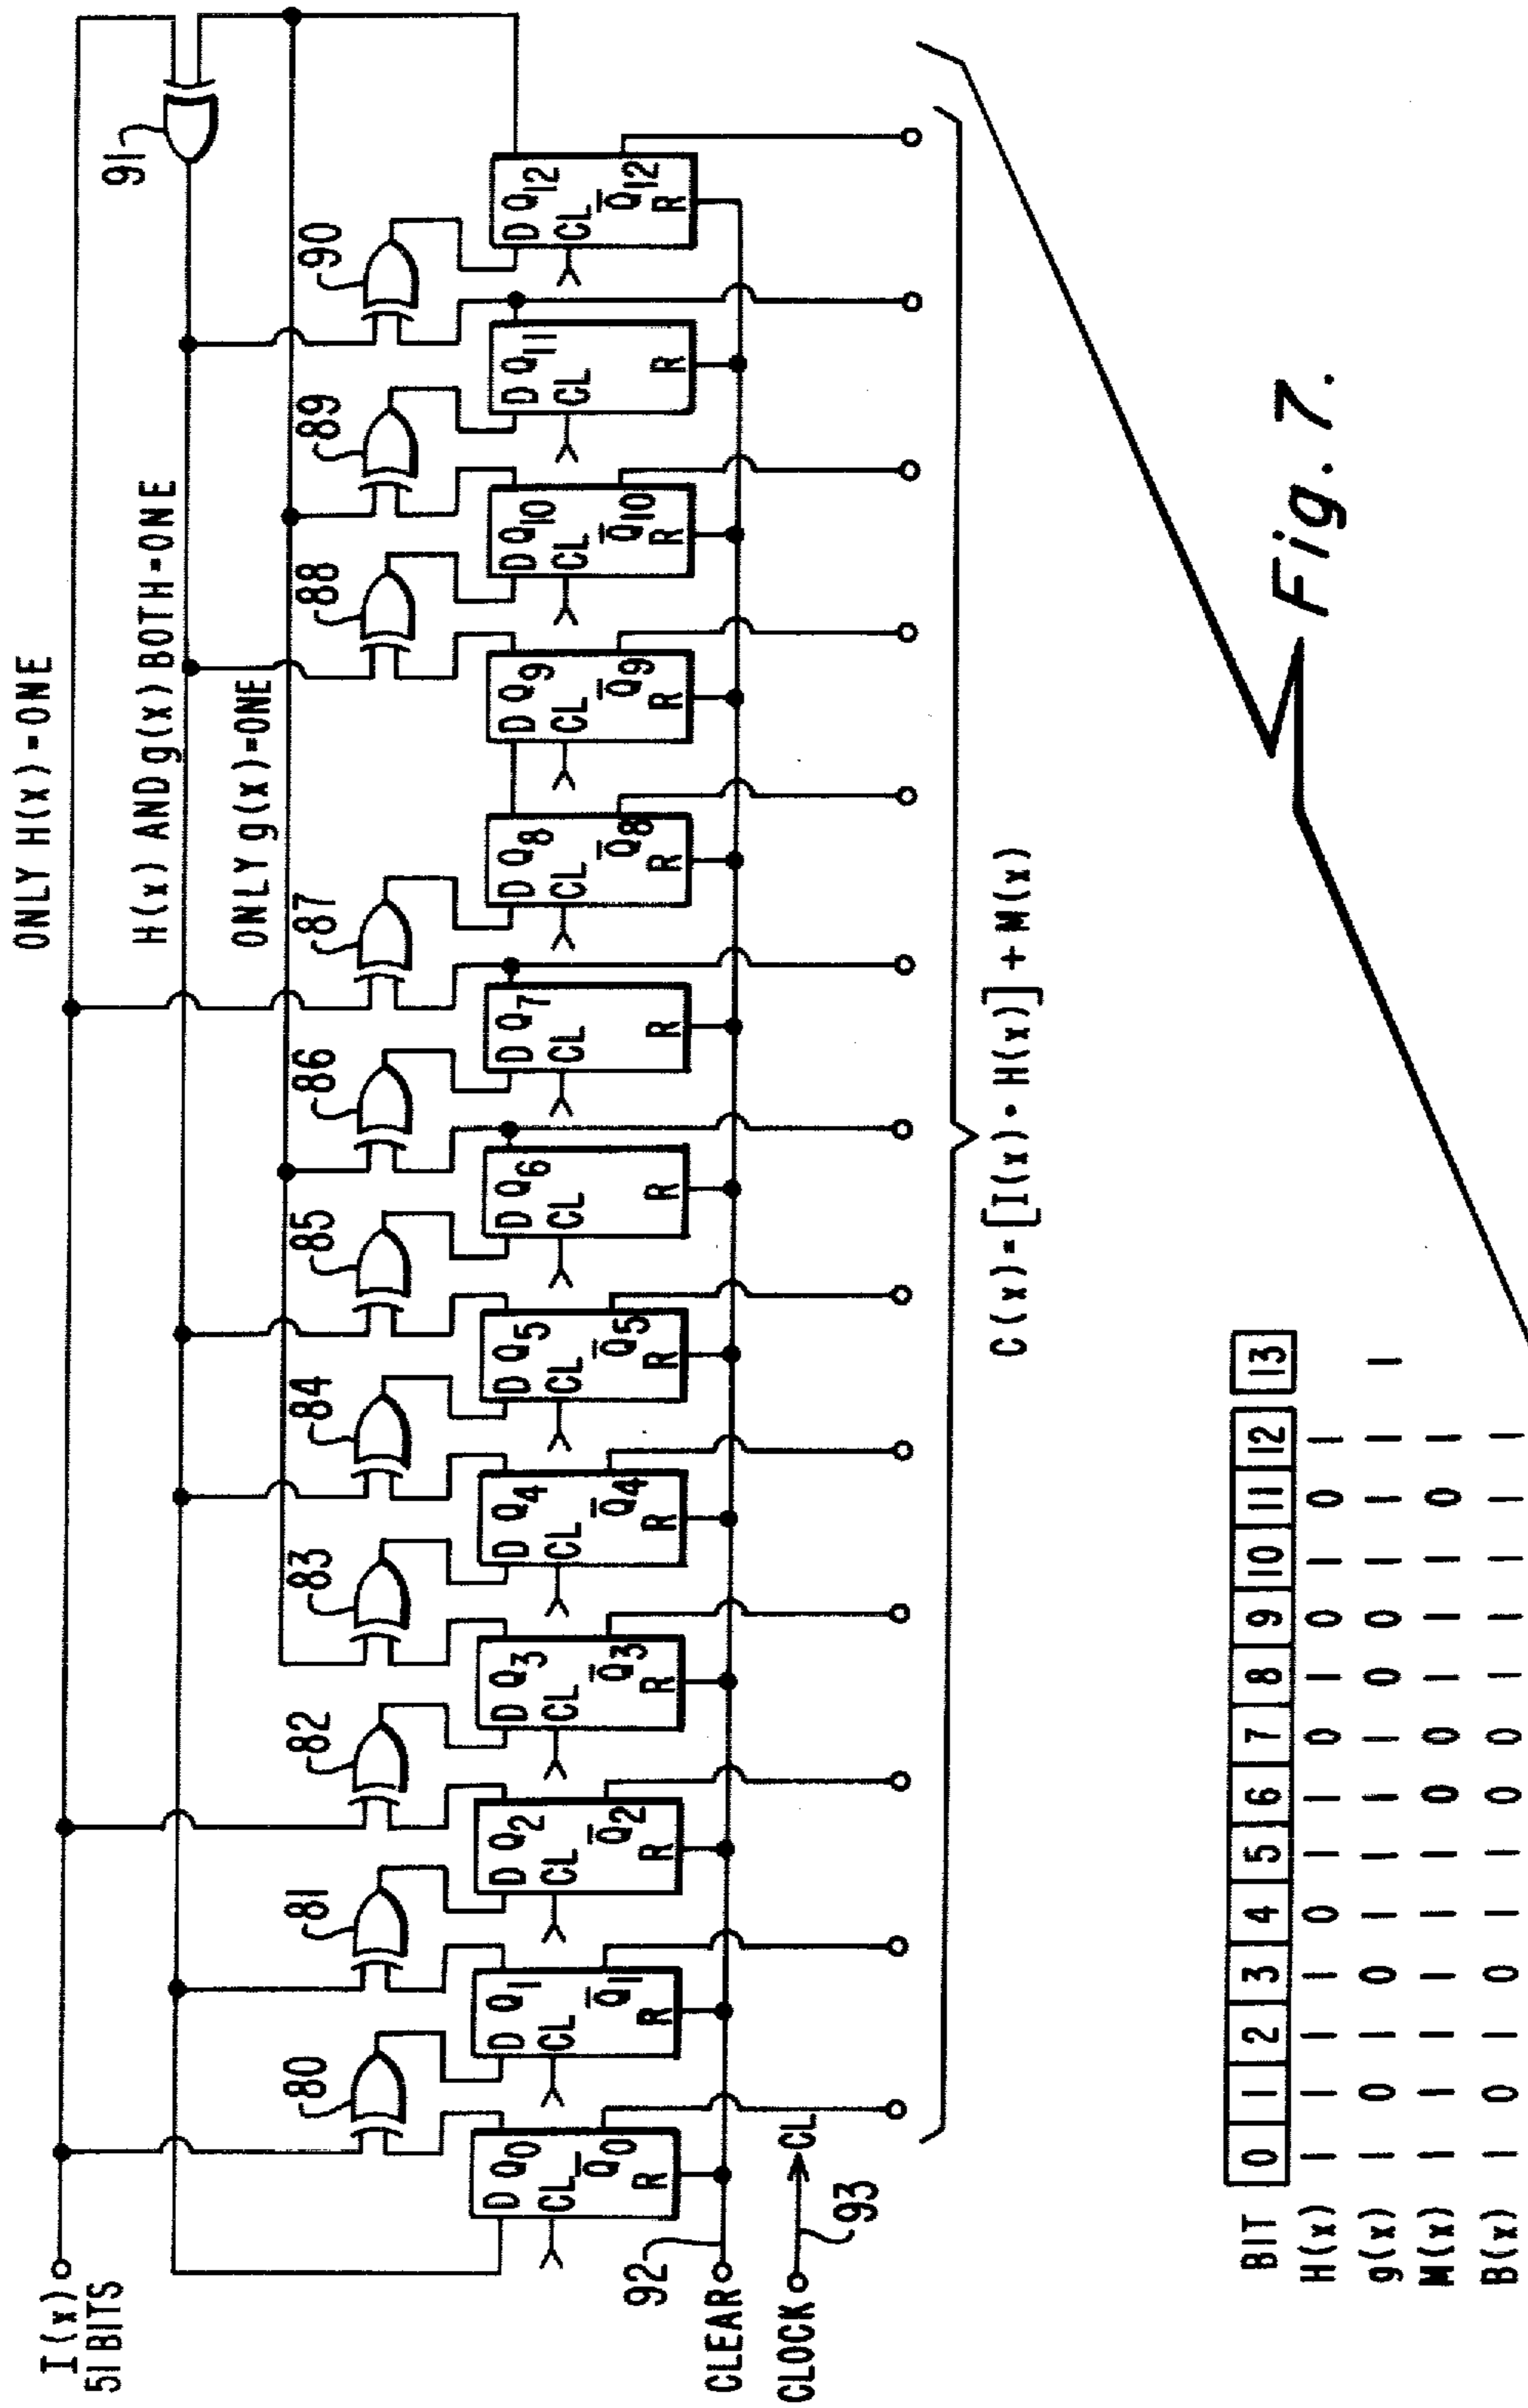 I(x)
51 BITS
ONLY H(x) = ONE
H(x) AND g(x) BOTH = ONE
ONLY g(x) = ONE
91
80 81 82 83 84 85 86 87 88 89 90
D Q0 CL Q̅0 R
D Q1 CL Q̅1 R
D Q2 CL Q̅2 R
D Q3 CL Q̅3 R
D Q4 CL Q̅4 R
D Q5 CL Q̅5 R
D Q6 CL R
D Q7 CL R
D Q8 CL Q̅8 R
D Q9 CL Q̅9 R
D Q10 CL Q̅10 R
D Q11 CL R
D Q12 CL Q̅12 R
92
CLEAR
CLOCK CL
93
C(x) = [I(x) • H(x)] + M(x)
BIT 0 1 2 3 4 5 6 7 8 9 10 11 12 13
H(x) 1 1 1 1 0 1 1 0 1 0 1 0 1
g(x) 1 0 1 0 1 1 1 1 0 0 1 1 1 1
M(x) 1 1 1 1 1 1 0 0 1 1 1 0 1
B(x) 1 0 1 0 1 1 0 0 1 1 1 1 1
Fig. 7.